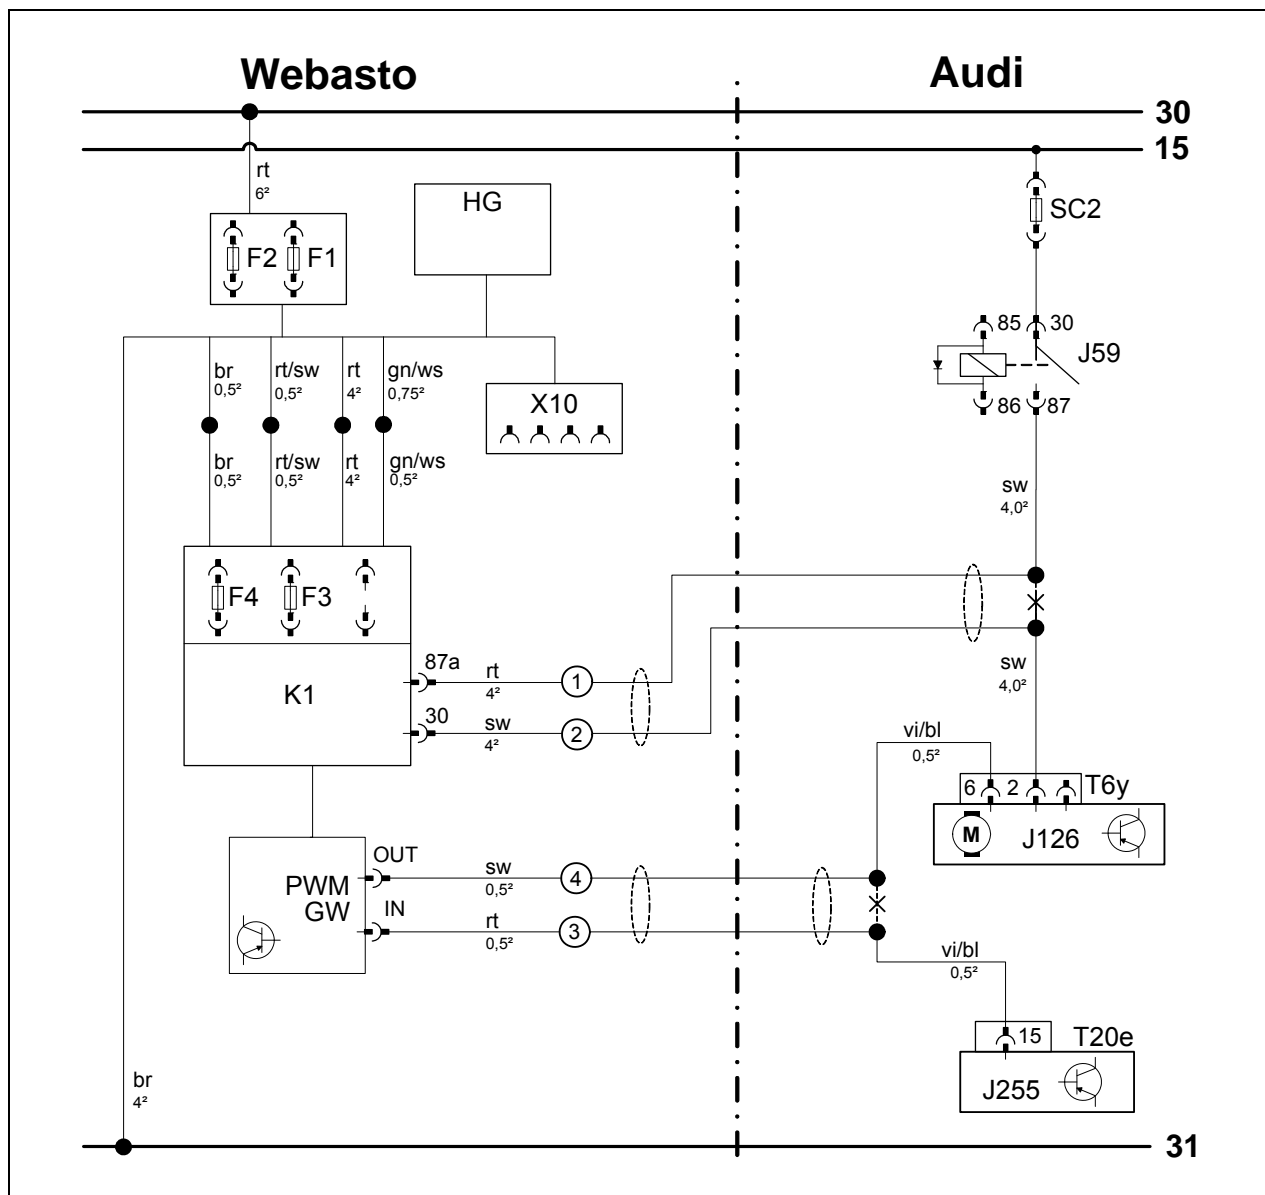 Webasto
Audi
30
15
rt
6²
SC2
HG
F2
F1
85
30
J59
br
0,5²
rt/sw
0,5²
rt
4²
gn/ws
0,75²
X10
86
87
br
0,5²
rt/sw
0,5²
rt
4²
gn/ws
0,5²
sw
4,0²
F4
F3
87a
rt
4²
1
sw
4,0²
K1
30
sw
4²
2
vi/bl
0,5²
6
2
T6y
M
J126
OUT
PWM
GW
sw
0,5²
4
IN
rt
0,5²
3
vi/bl
0,5²
15
T20e
J255
br
4²
31